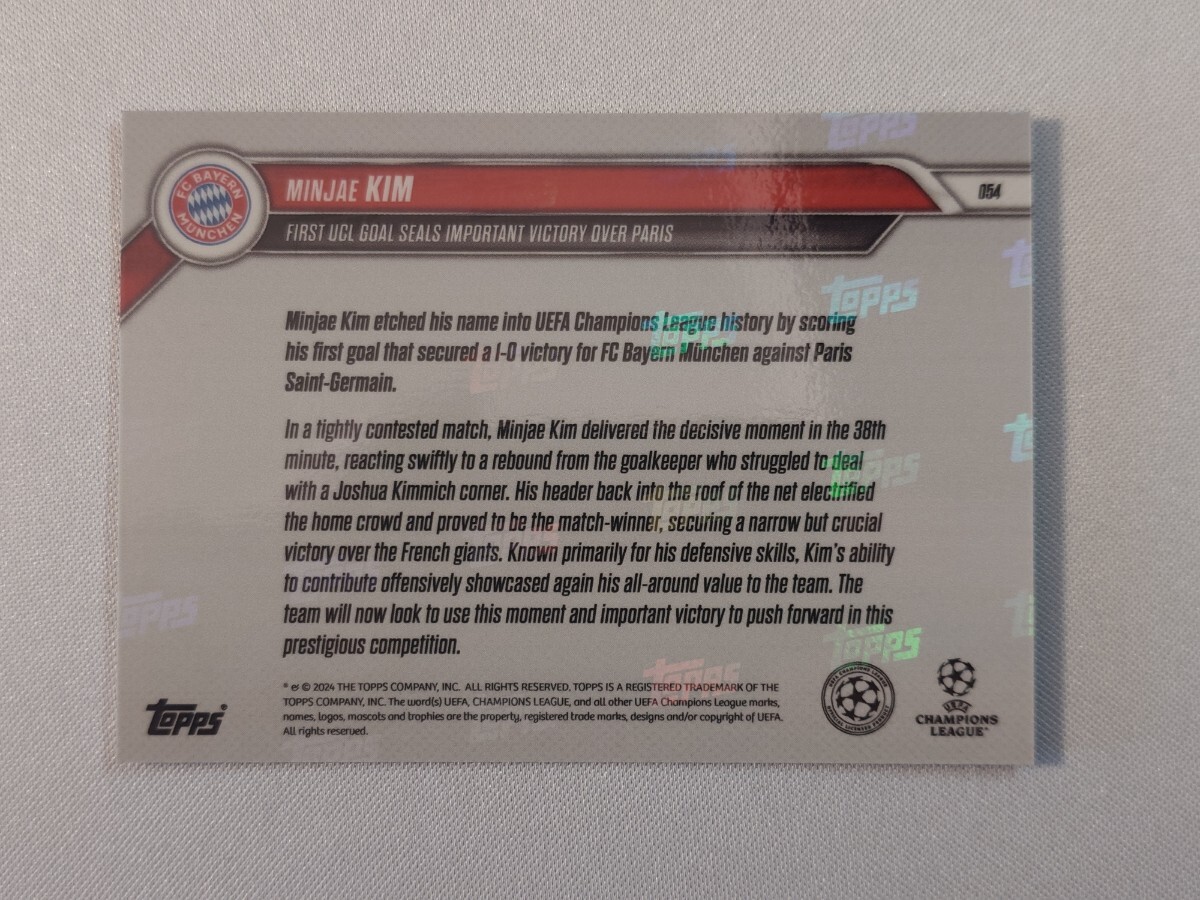 FC BAYERN
MÜNCHEN
MINJAE KIM
054
FIRST UCL GOAL SEALS IMPORTANT VICTORY OVER PARIS
Minjae Kim etched his name into UEFA Champions League history by scoring
his first goal that secured a 1-0 victory for FC Bayern München against Paris
Saint-Germain.
In a tightly contested match, Minjae Kim delivered the decisive moment in the 38th
minute, reacting swiftly to a rebound from the goalkeeper who struggled to deal
with a Joshua Kimmich corner. His header back into the roof of the net electrified
the home crowd and proved to be the match-winner, securing a narrow but crucial
victory over the French giants. Known primarily for his defensive skills, Kim's ability
to contribute offensively showcased again his all-around value to the team. The
team will now look to use this moment and important victory to push forward in this
prestigious competition.
© 2024 THE TOPPS COMPANY, INC. ALL RIGHTS RESERVED. TOPPS IS A REGISTERED TRADEMARK OF THE
TOPPS COMPANY, INC. The word(s) UEFA, CHAMPIONS LEAGUE, and all other UEFA Champions League marks,
names, logos, mascots and trophies are the property, registered trade marks, designs and/or copyright of UEFA.
All rights reserved.
Topps
UEFA
CHAMPIONS
LEAGUE